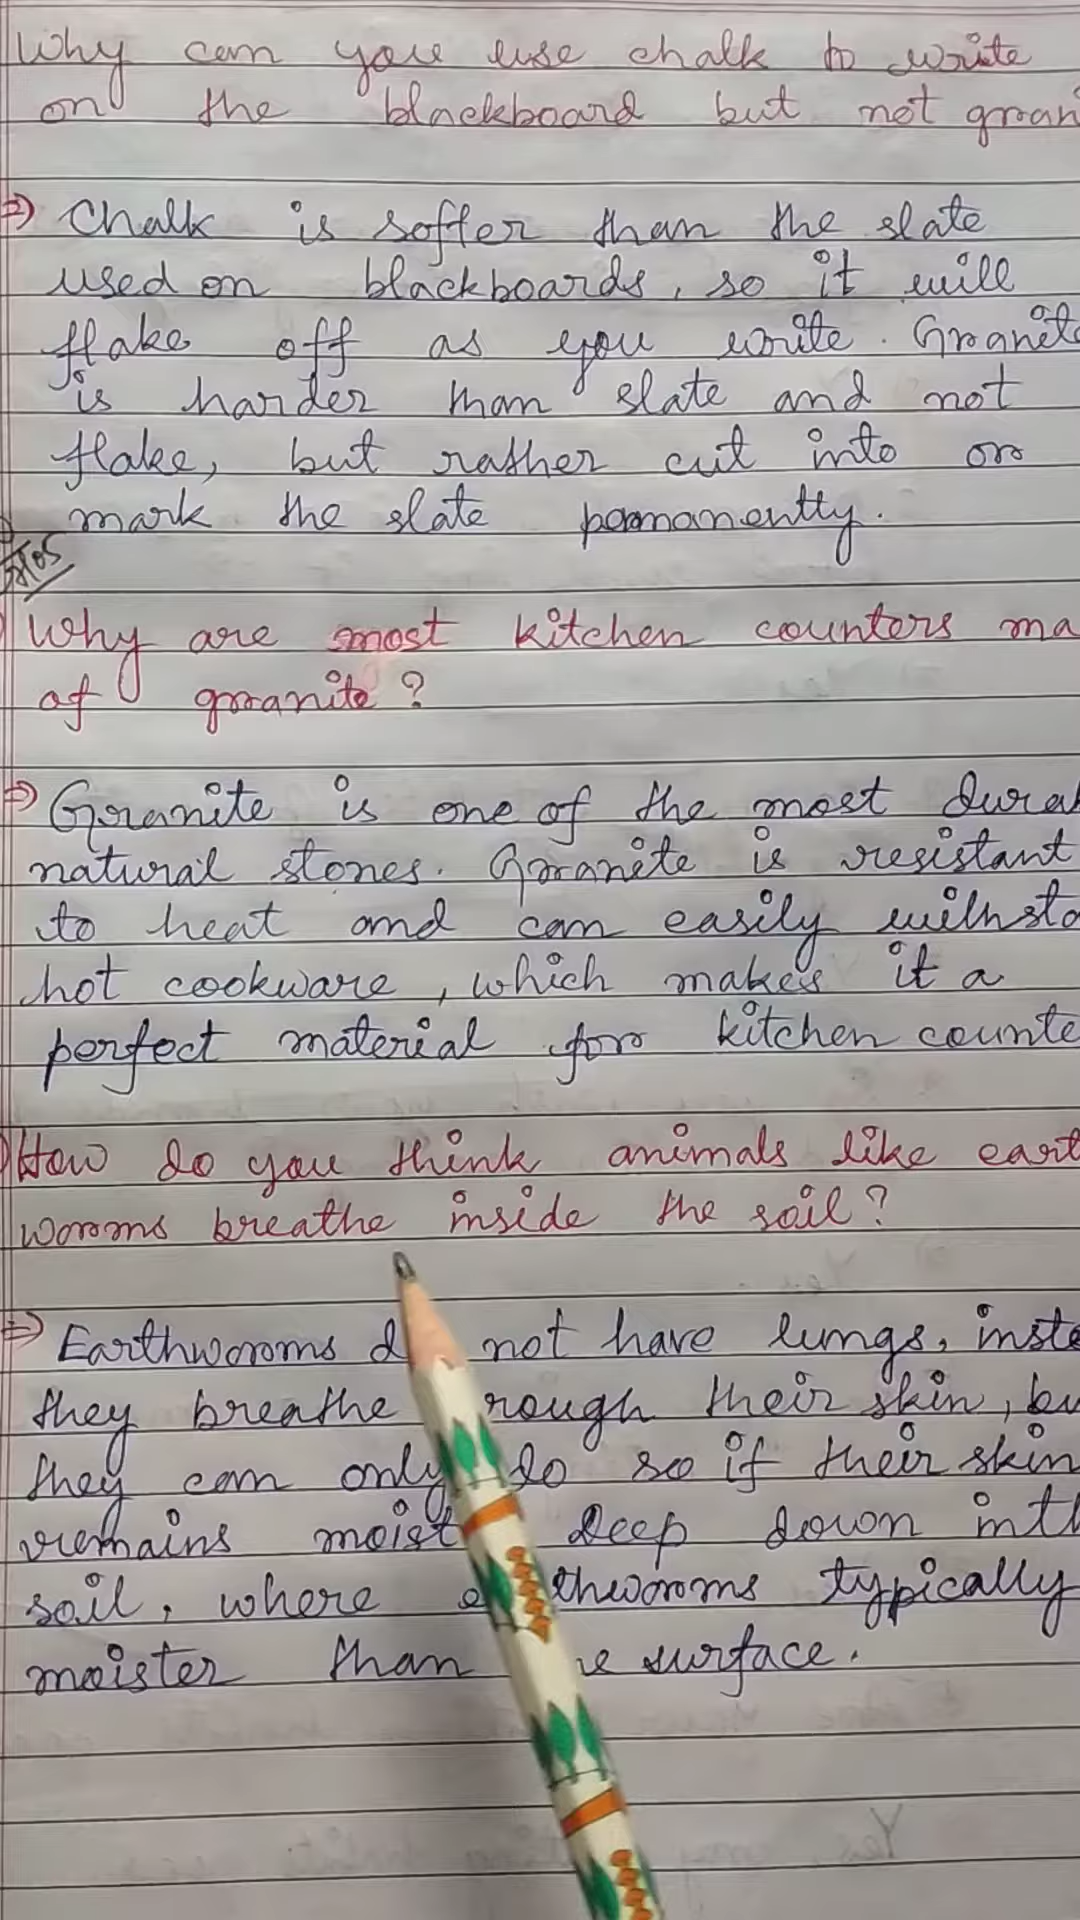 Why can you use chalk to write
on the blackboard but not gran
⇒ Chalk is softer than the slate
used on blackboards, so it will
flake off as you write. Granite
is harder than slate and not
flake, but rather cut into or
mark the slate permanently.
Why are most kitchen counters ma
of granite?
⇒ Granite is one of the most dura
natural stones. Granite is resistant
to heat and can easily withsta
hot cookware, which makes it a
perfect material for kitchen counte
How do you think animals like eart
worms breathe inside the soil?
⇒ Earthworms d not have lungs, inste
they breathe rough their skin, bu
they can only do so if their skin
remains moist deep down inth
soil, where e thworms typically
moister than e surface.